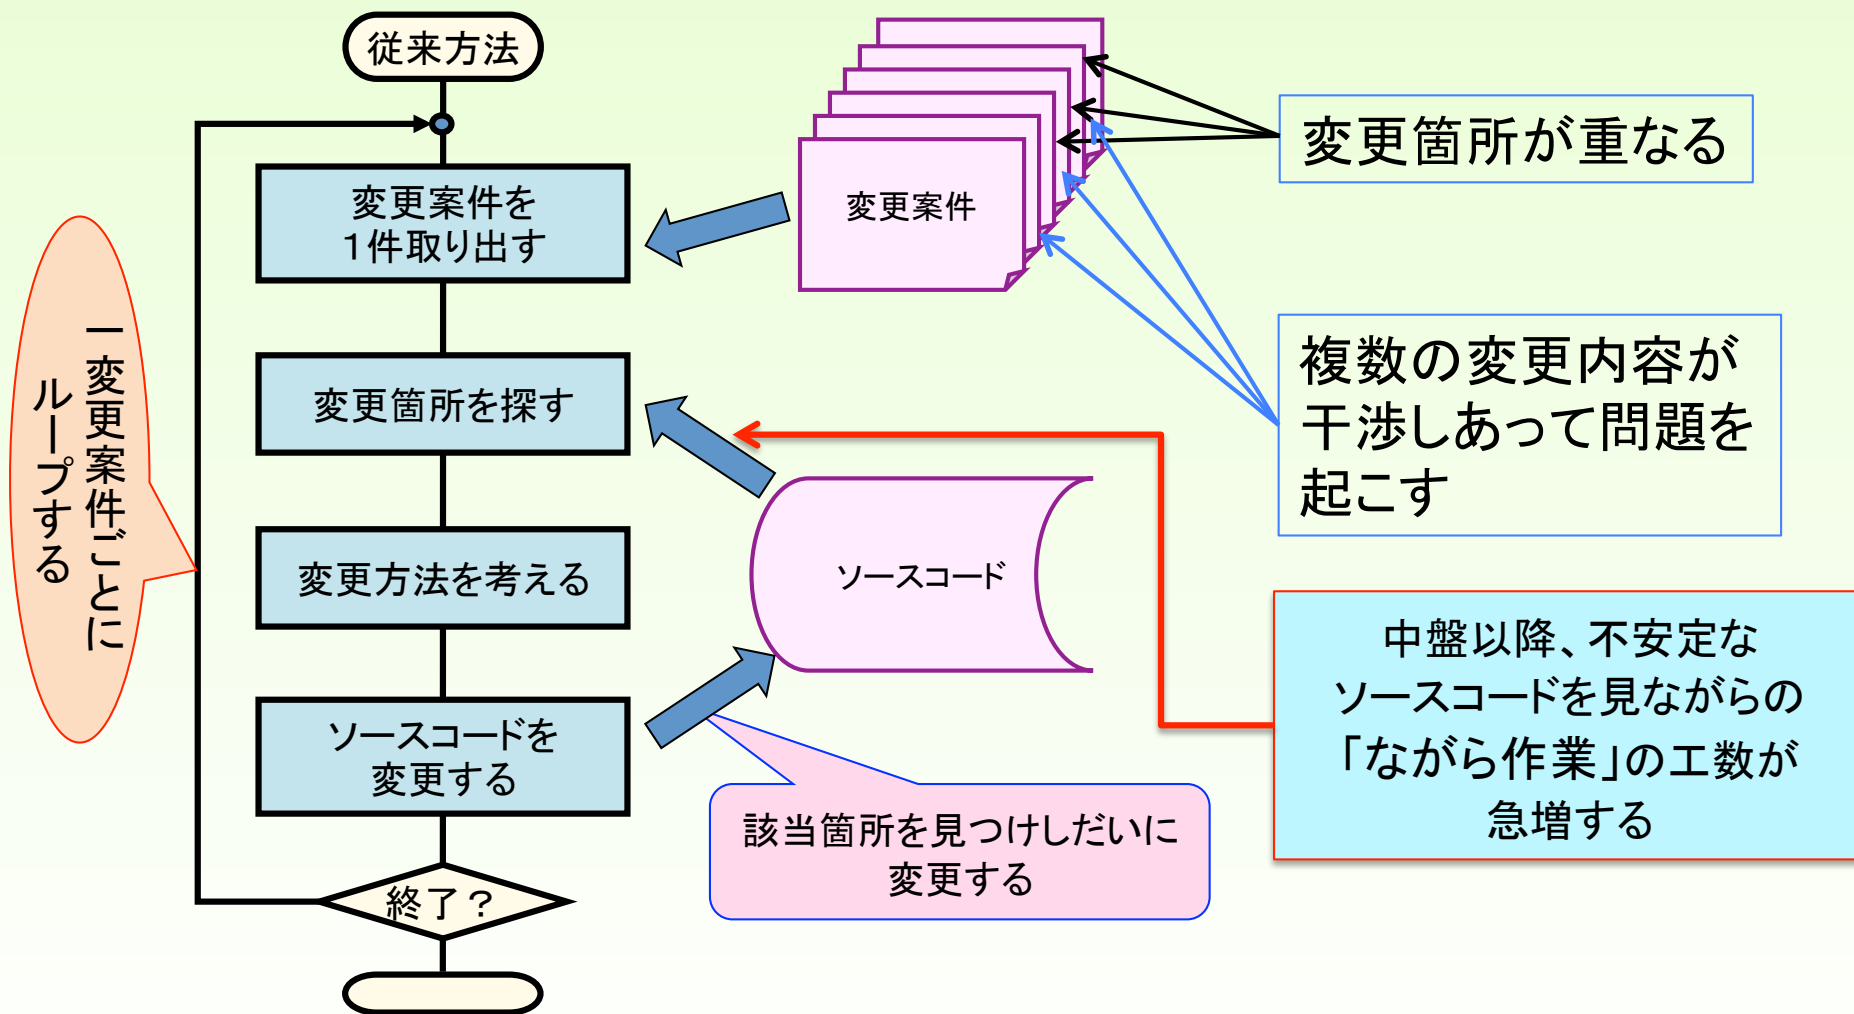 従来方法
変更案件を
1件取り出す
変更箇所を探す
変更方法を考える
ソースコードを
変更する
終了？
一変更案件ごとに
ループする
変更案件
ソースコード
該当箇所を見つけしだいに
変更する
変更箇所が重なる
複数の変更内容が
干渉しあって問題を
起こす
中盤以降、不安定な
ソースコードを見ながらの
「ながら作業」の工数が
急増する